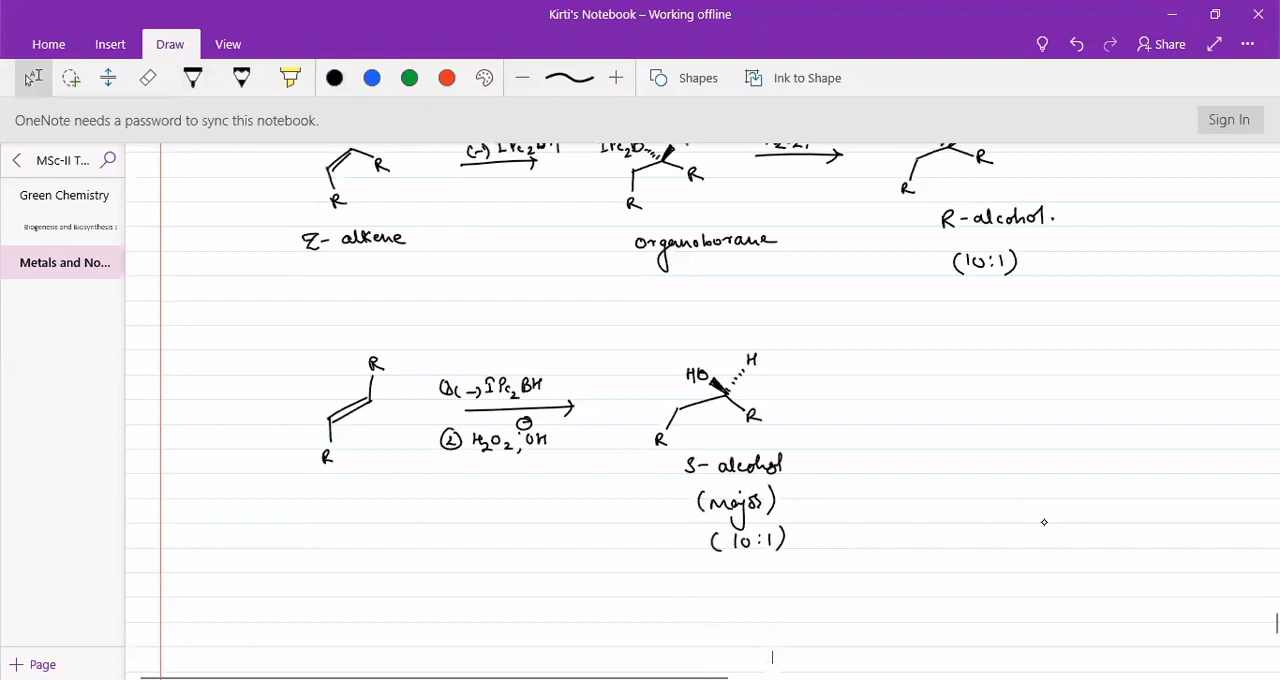 Kirti's Notebook – Working offline
Home Insert Draw View
Share
Shapes Ink to Shape
OneNote needs a password to sync this notebook.
Sign In
MSc-II T...
Green Chemistry
Biogenesis and Biosynthesis
Metals and No...
R
R
(-) IPc2BH
R
R
R
R
Z- alkene
organoborane
R-alcohol.
(10:1)
R
R
①(-)IPc2BH
② H2O2,⊖OH
HO
H
R
R
S- alcohol
(major)
(10:1)
+ Page